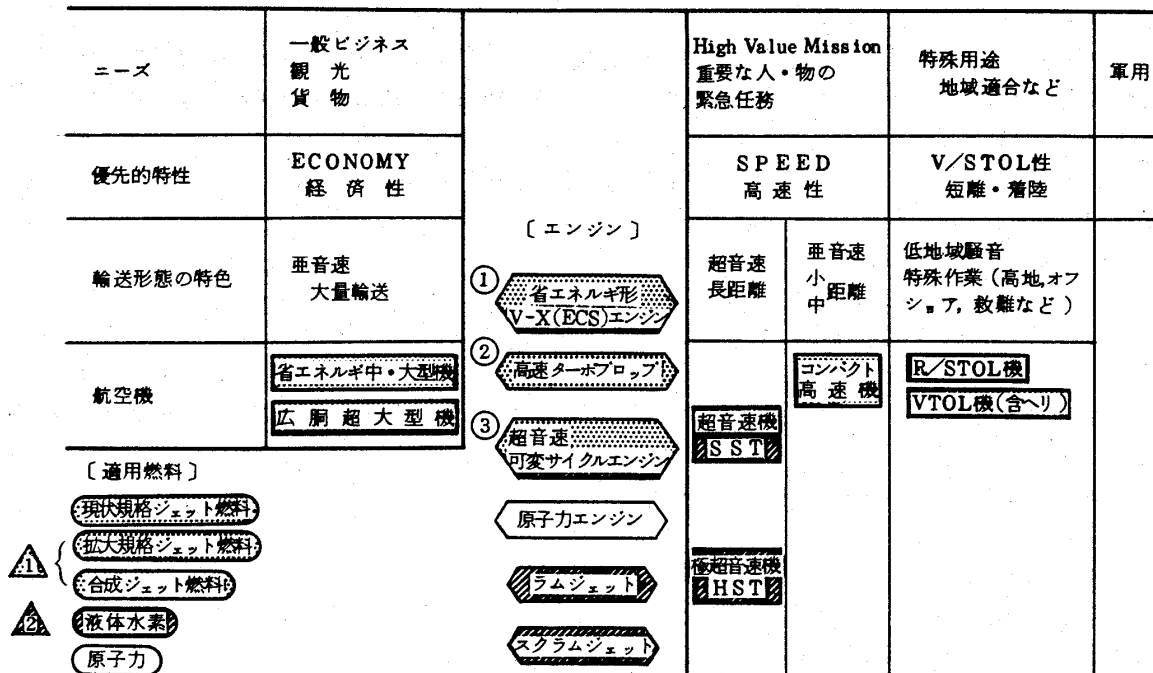 ニーズ
一般ビジネス
観光
貨物
High Value Mission
重要な人・物の
緊急任務
特殊用途
地域適合など
軍用
優先的特性
ECONOMY
経済性
SPEED
高速性
V/STOL性
短離・着陸
輸送形態の特色
亜音速
大量輸送
超音速
長距離
亜音速
小
中距離
低地域騒音
特殊作業(高地,オフ
ショア,救難など)
航空機
省エネルギ中・大型機
広胴超大型機
〔エンジン〕
①
省エネルギ形
V-X(ECS)エンジン
②
高速ターボプロップ
③
超音速
可変サイクルエンジン
原子力エンジン
ラムジェット
スクラムジェット
超音速機
SST
極超音速機
HST
コンパクト
高速機
R/STOL機
VTOL機(含ヘリ)
〔適用燃料〕
現状規格ジェット燃料
1
拡大規格ジェット燃料
合成ジェット燃料
2
液体水素
原子力